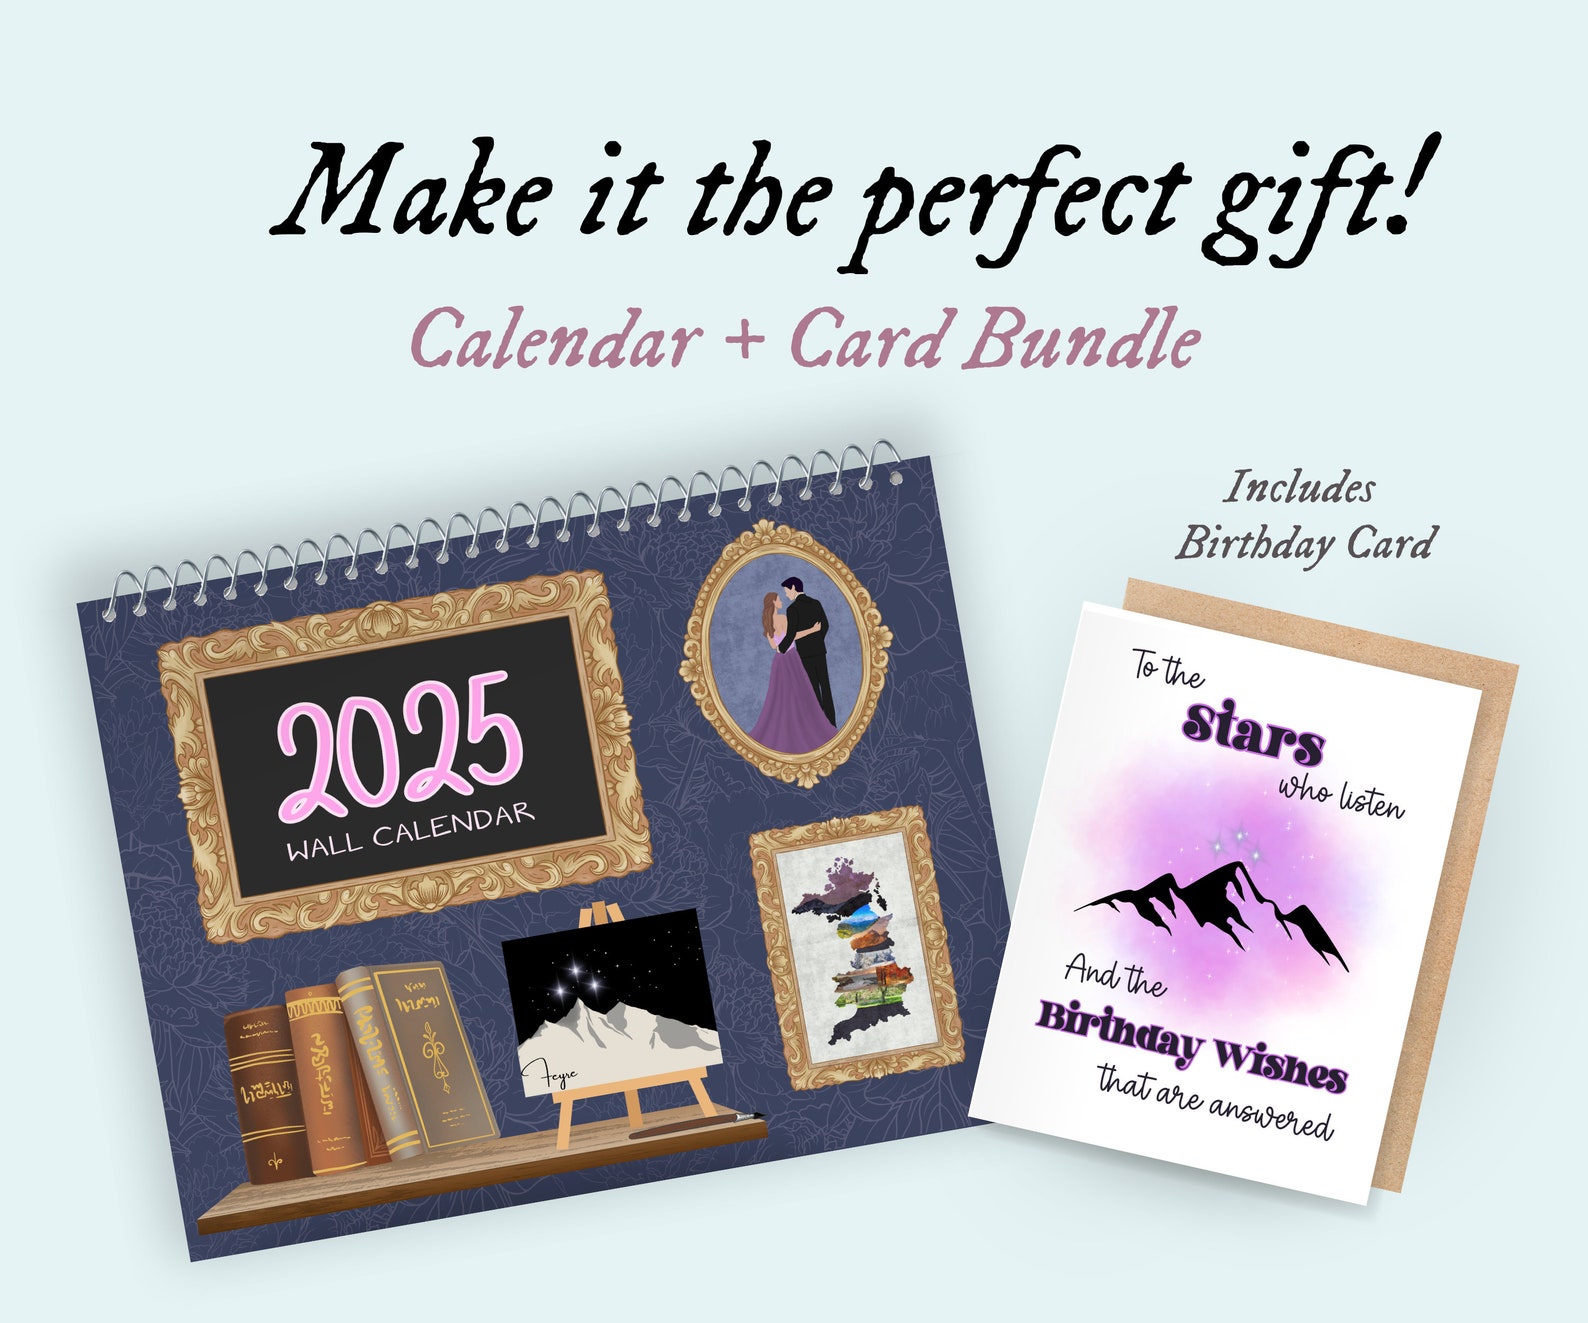 Make it the perfect gift!
Calendar + Card Bundle
Includes
Birthday Card
2025
WALL CALENDAR
Feyre
To the
stars
who listen
And the
Birthday Wishes
that are answered